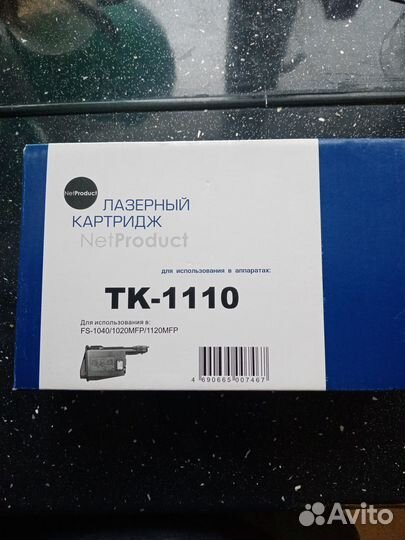 NetProduct
ЛАЗЕРНЫЙ
КАРТРИДЖ
NetProduct
для использования в аппаратах:
TK-1110
Для использования в:
FS-1040/1020MFP/1120MFP
4 690665 007467
Avito